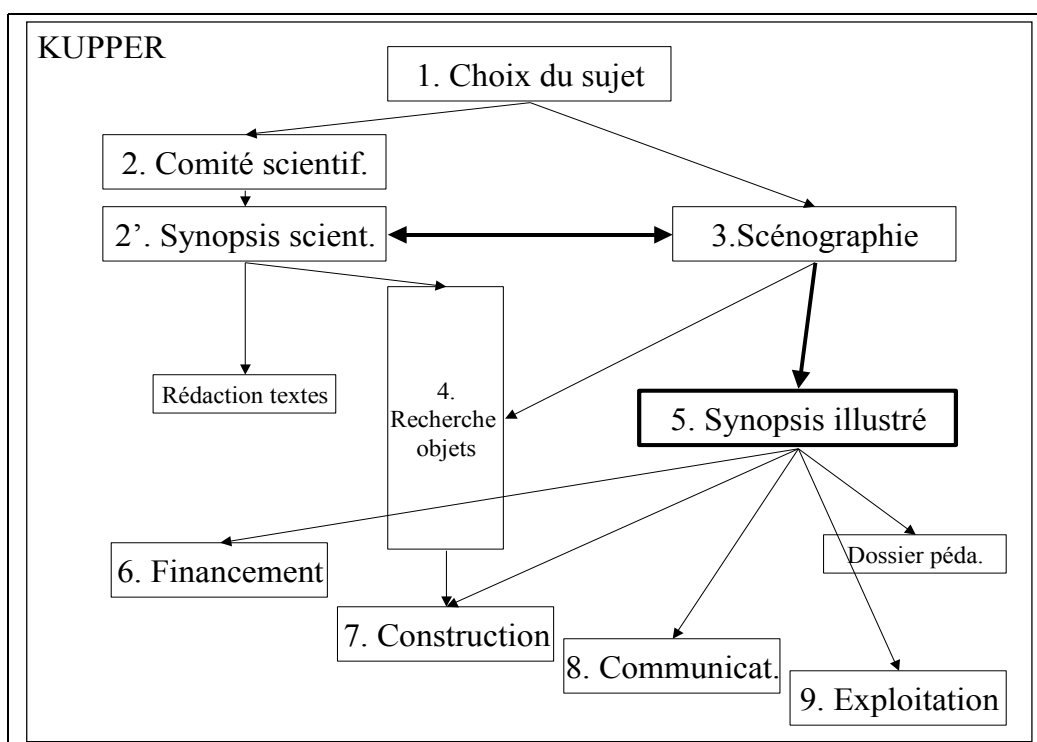 KUPPER
1. Choix du sujet
2. Comité scientif.
2’. Synopsis scient.
3.Scénographie
Rédaction textes
4.
Recherche
objets
5. Synopsis illustré
6. Financement
Dossier péda.
7. Construction
8. Communicat.
9. Exploitation